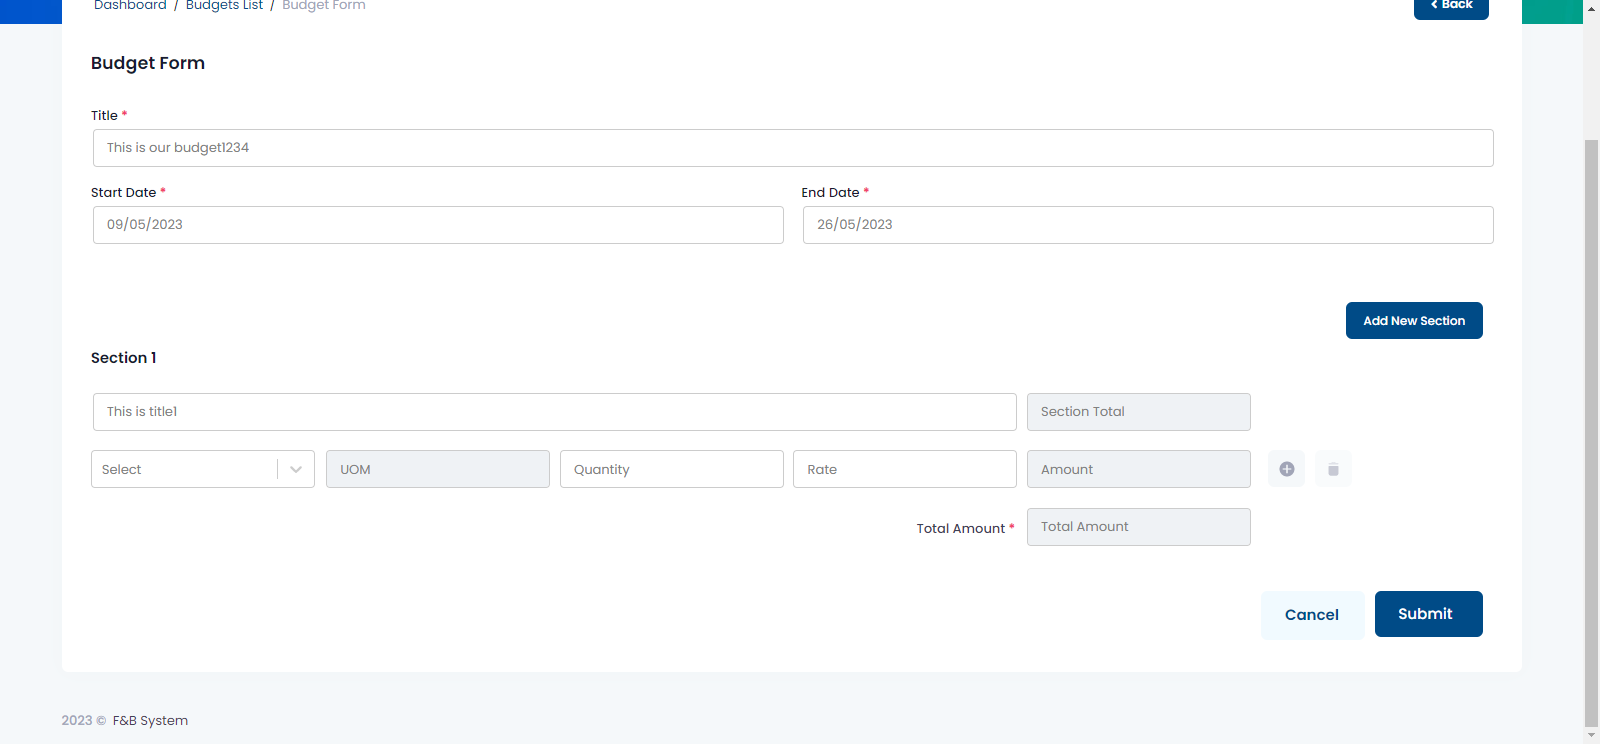 Dashboard / Budgets List / Budget Form
Back
Budget Form
Title *
This is our budget1234
Start Date * End Date *
09/05/2023 26/05/2023
Add New Section
Section 1
This is title1 Section Total
Select UOM Quantity Rate Amount
Total Amount * Total Amount
Cancel Submit
2023 © F&B System